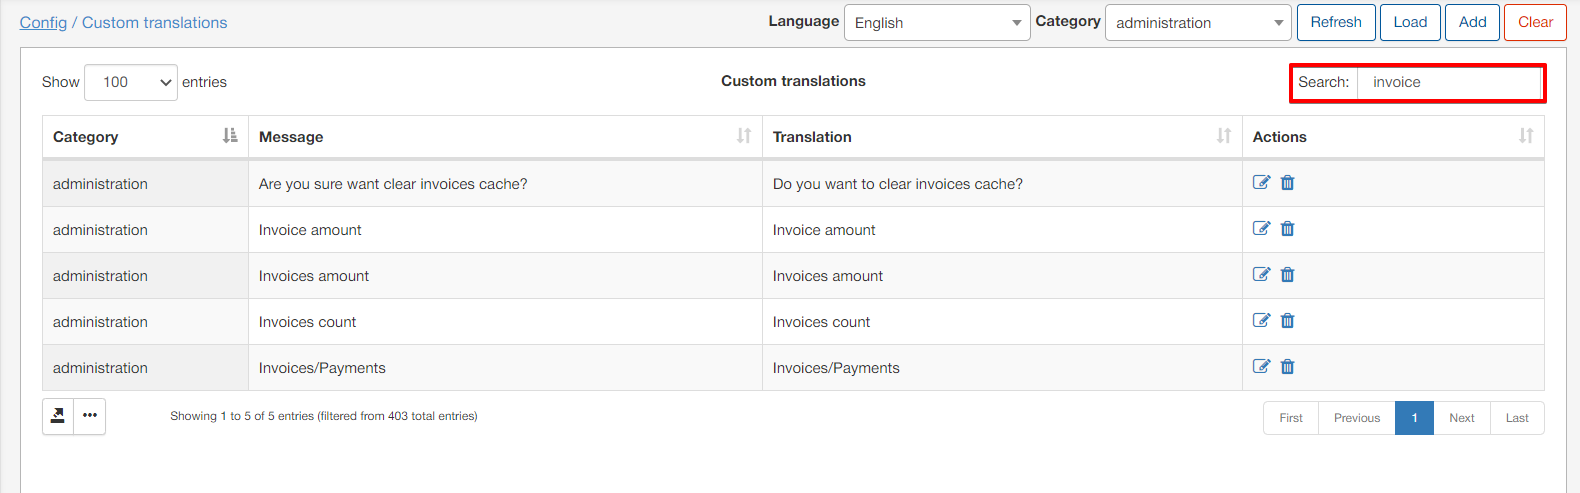 Config / Custom translations Language English Category administration Refresh Load Add Clear
Show 100 entries Custom translations Search: invoice
Category Message Translation Actions
administration Are you sure want clear invoices cache? Do you want to clear invoices cache?
administration Invoice amount Invoice amount
administration Invoices amount Invoices amount
administration Invoices count Invoices count
administration Invoices/Payments Invoices/Payments
Showing 1 to 5 of 5 entries (filtered from 403 total entries) First Previous 1 Next Last